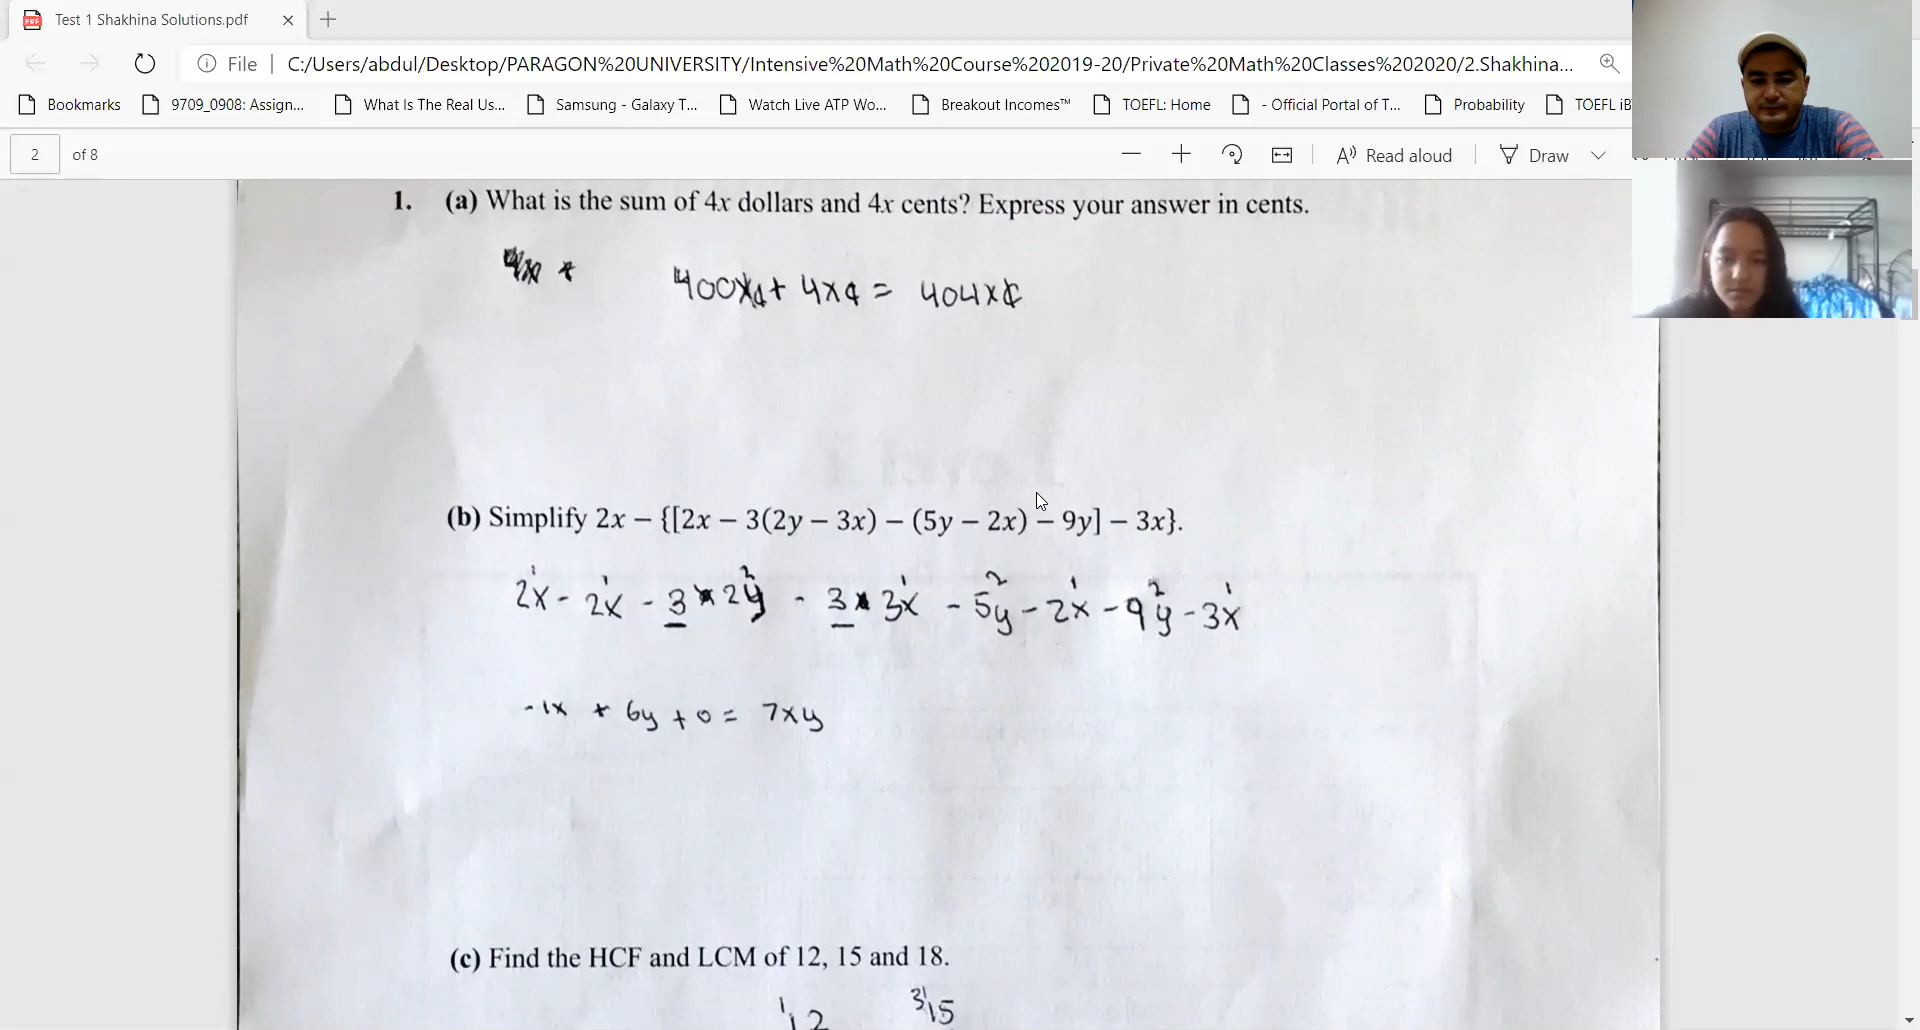 Test 1 Shakhina Solutions.pdf
File C:/Users/abdul/Desktop/PARAGON%20UNIVERSITY/Intensive%20Math%20Course%202019-20/Private%20Math%20Classes%202020/2.Shakhina...
Bookmarks 9709_0908: Assign... What Is The Real Us... Samsung - Galaxy T... Watch Live ATP Wo... Breakout Incomes™ TOEFL: Home - Official Portal of T... Probability TOEFL iB
2 of 8 Read aloud Draw
1. (a) What is the sum of 4x dollars and 4x cents? Express your answer in cents.
4x +
400x¢ + 4x¢ = 404x¢
(b) Simplify 2x – {[2x – 3(2y – 3x) – (5y – 2x) – 9y] – 3x}.
2x - 2x - 3 × 2y - 3 × 3x - 5y - 2x - 9y - 3x
-1x + 6y + 0 = 7xy
(c) Find the HCF and LCM of 12, 15 and 18.
12 15